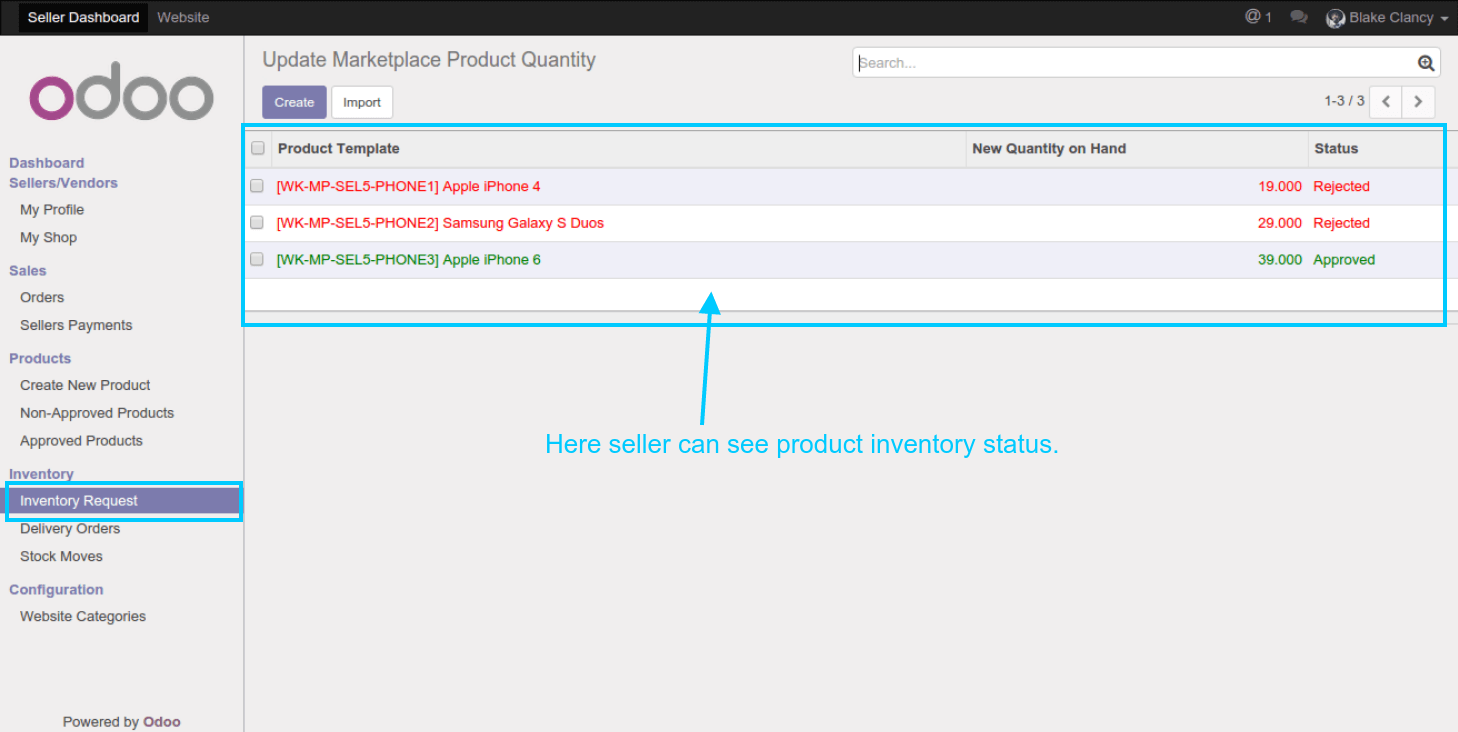 Seller Dashboard Website @ 1 Blake Clancy
odoo
Update Marketplace Product Quantity
Search...
Create Import
1-3 / 3
Product Template New Quantity on Hand Status
[WK-MP-SEL5-PHONE1] Apple iPhone 4 19.000 Rejected
[WK-MP-SEL5-PHONE2] Samsung Galaxy S Duos 29.000 Rejected
[WK-MP-SEL5-PHONE3] Apple iPhone 6 39.000 Approved
Here seller can see product inventory status.
Dashboard
Sellers/Vendors
My Profile
My Shop
Sales
Orders
Sellers Payments
Products
Create New Product
Non-Approved Products
Approved Products
Inventory
Inventory Request
Delivery Orders
Stock Moves
Configuration
Website Categories
Powered by Odoo